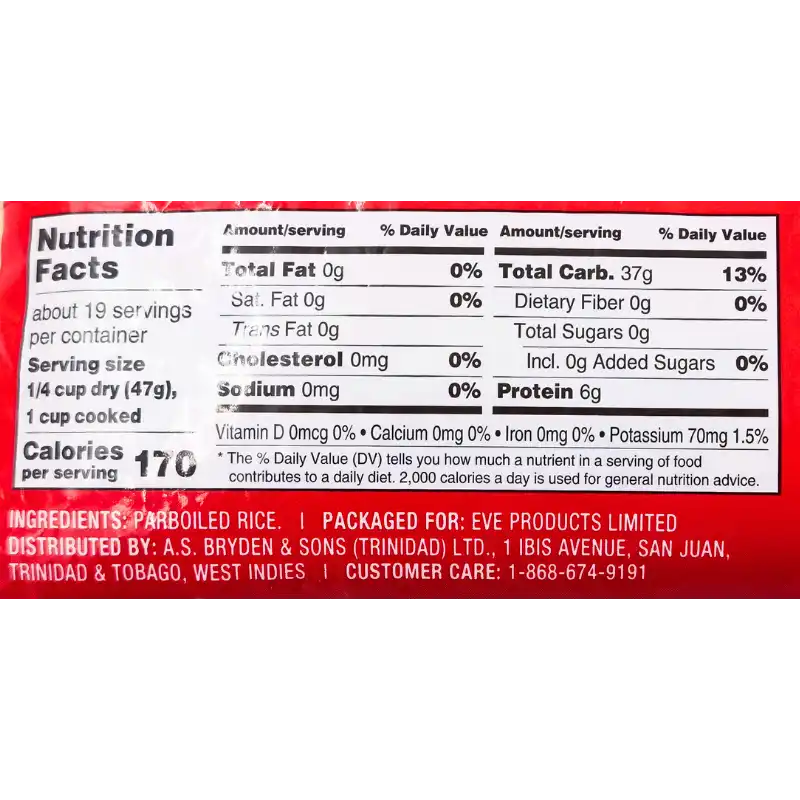 Nutrition
Facts
about 19 servings
per container
Serving size
1/4 cup dry (47g),
1 cup cooked
Calories
per serving 170
Amount/serving % Daily Value
Total Fat 0g 0%
Sat. Fat 0g 0%
Trans Fat 0g
Cholesterol 0mg 0%
Sodium 0mg 0%
Amount/serving % Daily Value
Total Carb. 37g 13%
Dietary Fiber 0g 0%
Total Sugars 0g
Incl. 0g Added Sugars 0%
Protein 6g
Vitamin D 0mcg 0% • Calcium 0mg 0% • Iron 0mg 0% • Potassium 70mg 1.5%
* The % Daily Value (DV) tells you how much a nutrient in a serving of food
contributes to a daily diet. 2,000 calories a day is used for general nutrition advice.
INGREDIENTS: PARBOILED RICE. | PACKAGED FOR: EVE PRODUCTS LIMITED
DISTRIBUTED BY: A.S. BRYDEN & SONS (TRINIDAD) LTD., 1 IBIS AVENUE, SAN JUAN,
TRINIDAD & TOBAGO, WEST INDIES | CUSTOMER CARE: 1-868-674-9191